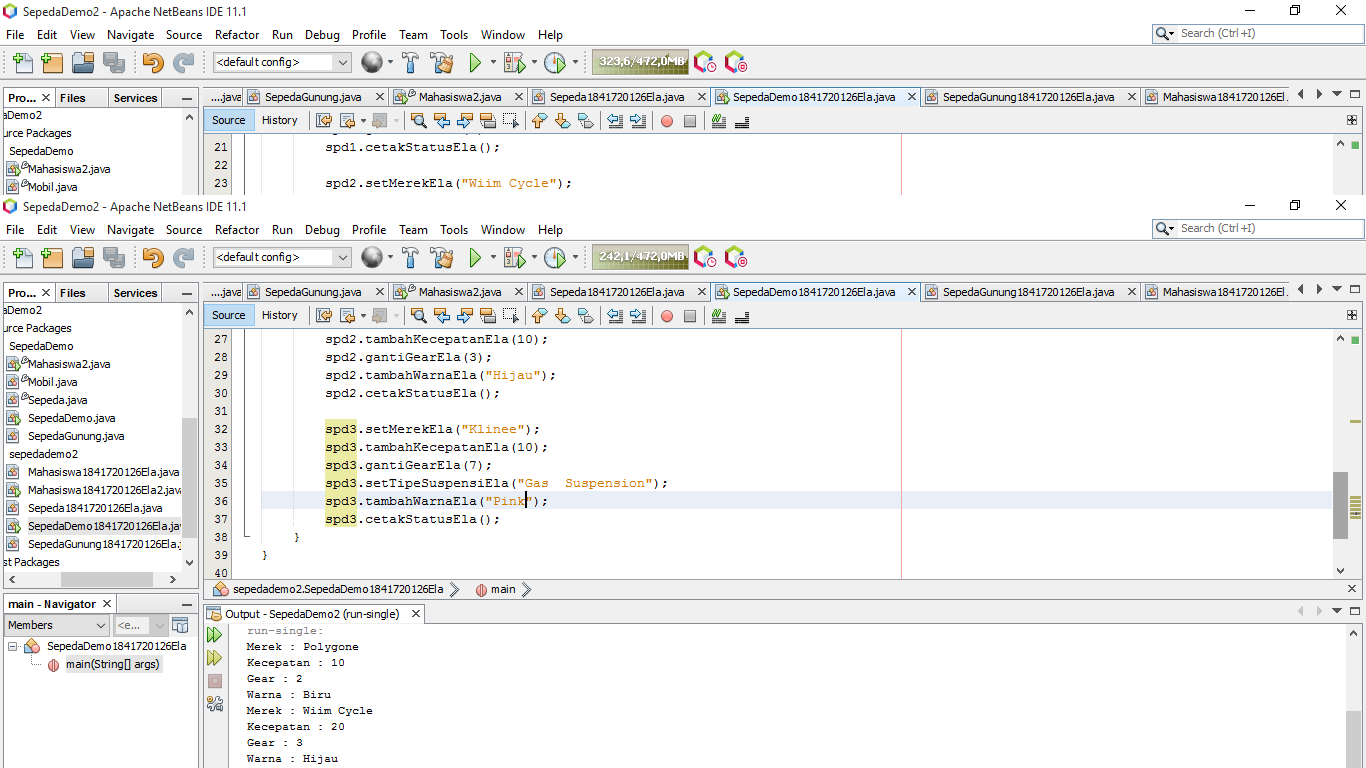 SepedaDemo2 - Apache NetBeans IDE 11.1
File Edit View Navigate Source Refactor Run Debug Profile Team Tools Window Help
Search (Ctrl +I)
<default config>
323,6/472,0MB
Pro... Files Services
....java SepedaGunung.java Mahasiswa2.java Sepeda1841720126Ela.java SepedaDemo1841720126Ela.java SepedaGunung1841720126Ela.java Mahasiswa1841720126El.
Source History
aDemo2
urce Packages
SepedaDemo
Mahasiswa2.java
Mobil.java
21 spd1.cetakStatusEla();
22
23 spd2.setMerekEla("Wiim Cycle");
SepedaDemo2 - Apache NetBeans IDE 11.1
File Edit View Navigate Source Refactor Run Debug Profile Team Tools Window Help
Search (Ctrl +I)
<default config>
242,1/472,0MB
Pro... Files Services
....java SepedaGunung.java Mahasiswa2.java Sepeda1841720126Ela.java SepedaDemo1841720126Ela.java SepedaGunung1841720126Ela.java Mahasiswa1841720126El.
Source History
aDemo2
urce Packages
SepedaDemo
Mahasiswa2.java
Mobil.java
Sepeda.java
SepedaDemo.java
SepedaGunung.java
sepedademo2
Mahasiswa1841720126Ela.java
Mahasiswa1841720126Ela2.java
Sepeda1841720126Ela.java
SepedaDemo1841720126Ela.jav
SepedaGunung1841720126Ela.j
st Packages
27 spd2.tambahKecepatanEla(10);
28 spd2.gantiGearEla(3);
29 spd2.tambahWarnaEla("Hijau");
30 spd2.cetakStatusEla();
31
32 spd3.setMerekEla("Klinee");
33 spd3.tambahKecepatanEla(10);
34 spd3.gantiGearEla(7);
35 spd3.setTipeSuspensiEla("Gas  Suspension");
36 spd3.tambahWarnaEla("Pink");
37 spd3.cetakStatusEla();
38 }
39 }
40
sepedademo2.SepedaDemo1841720126Ela main
main - Navigator
Members <e...
SepedaDemo1841720126Ela
main(String[] args)
Output - SepedaDemo2 (run-single)
run-single:
Merek : Polygone
Kecepatan : 10
Gear : 2
Warna : Biru
Merek : Wiim Cycle
Kecepatan : 20
Gear : 3
Warna : Hijau